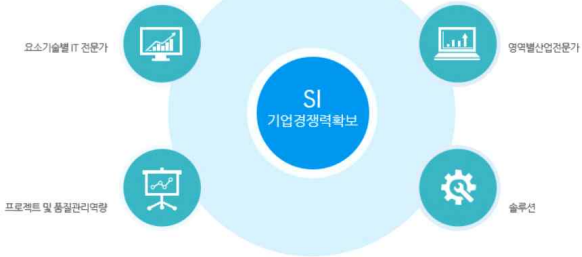 요소기술별 IT 전문가
영역별산업전문가
SI
기업경쟁력확보
프로젝트 및 품질관리역량
솔루션